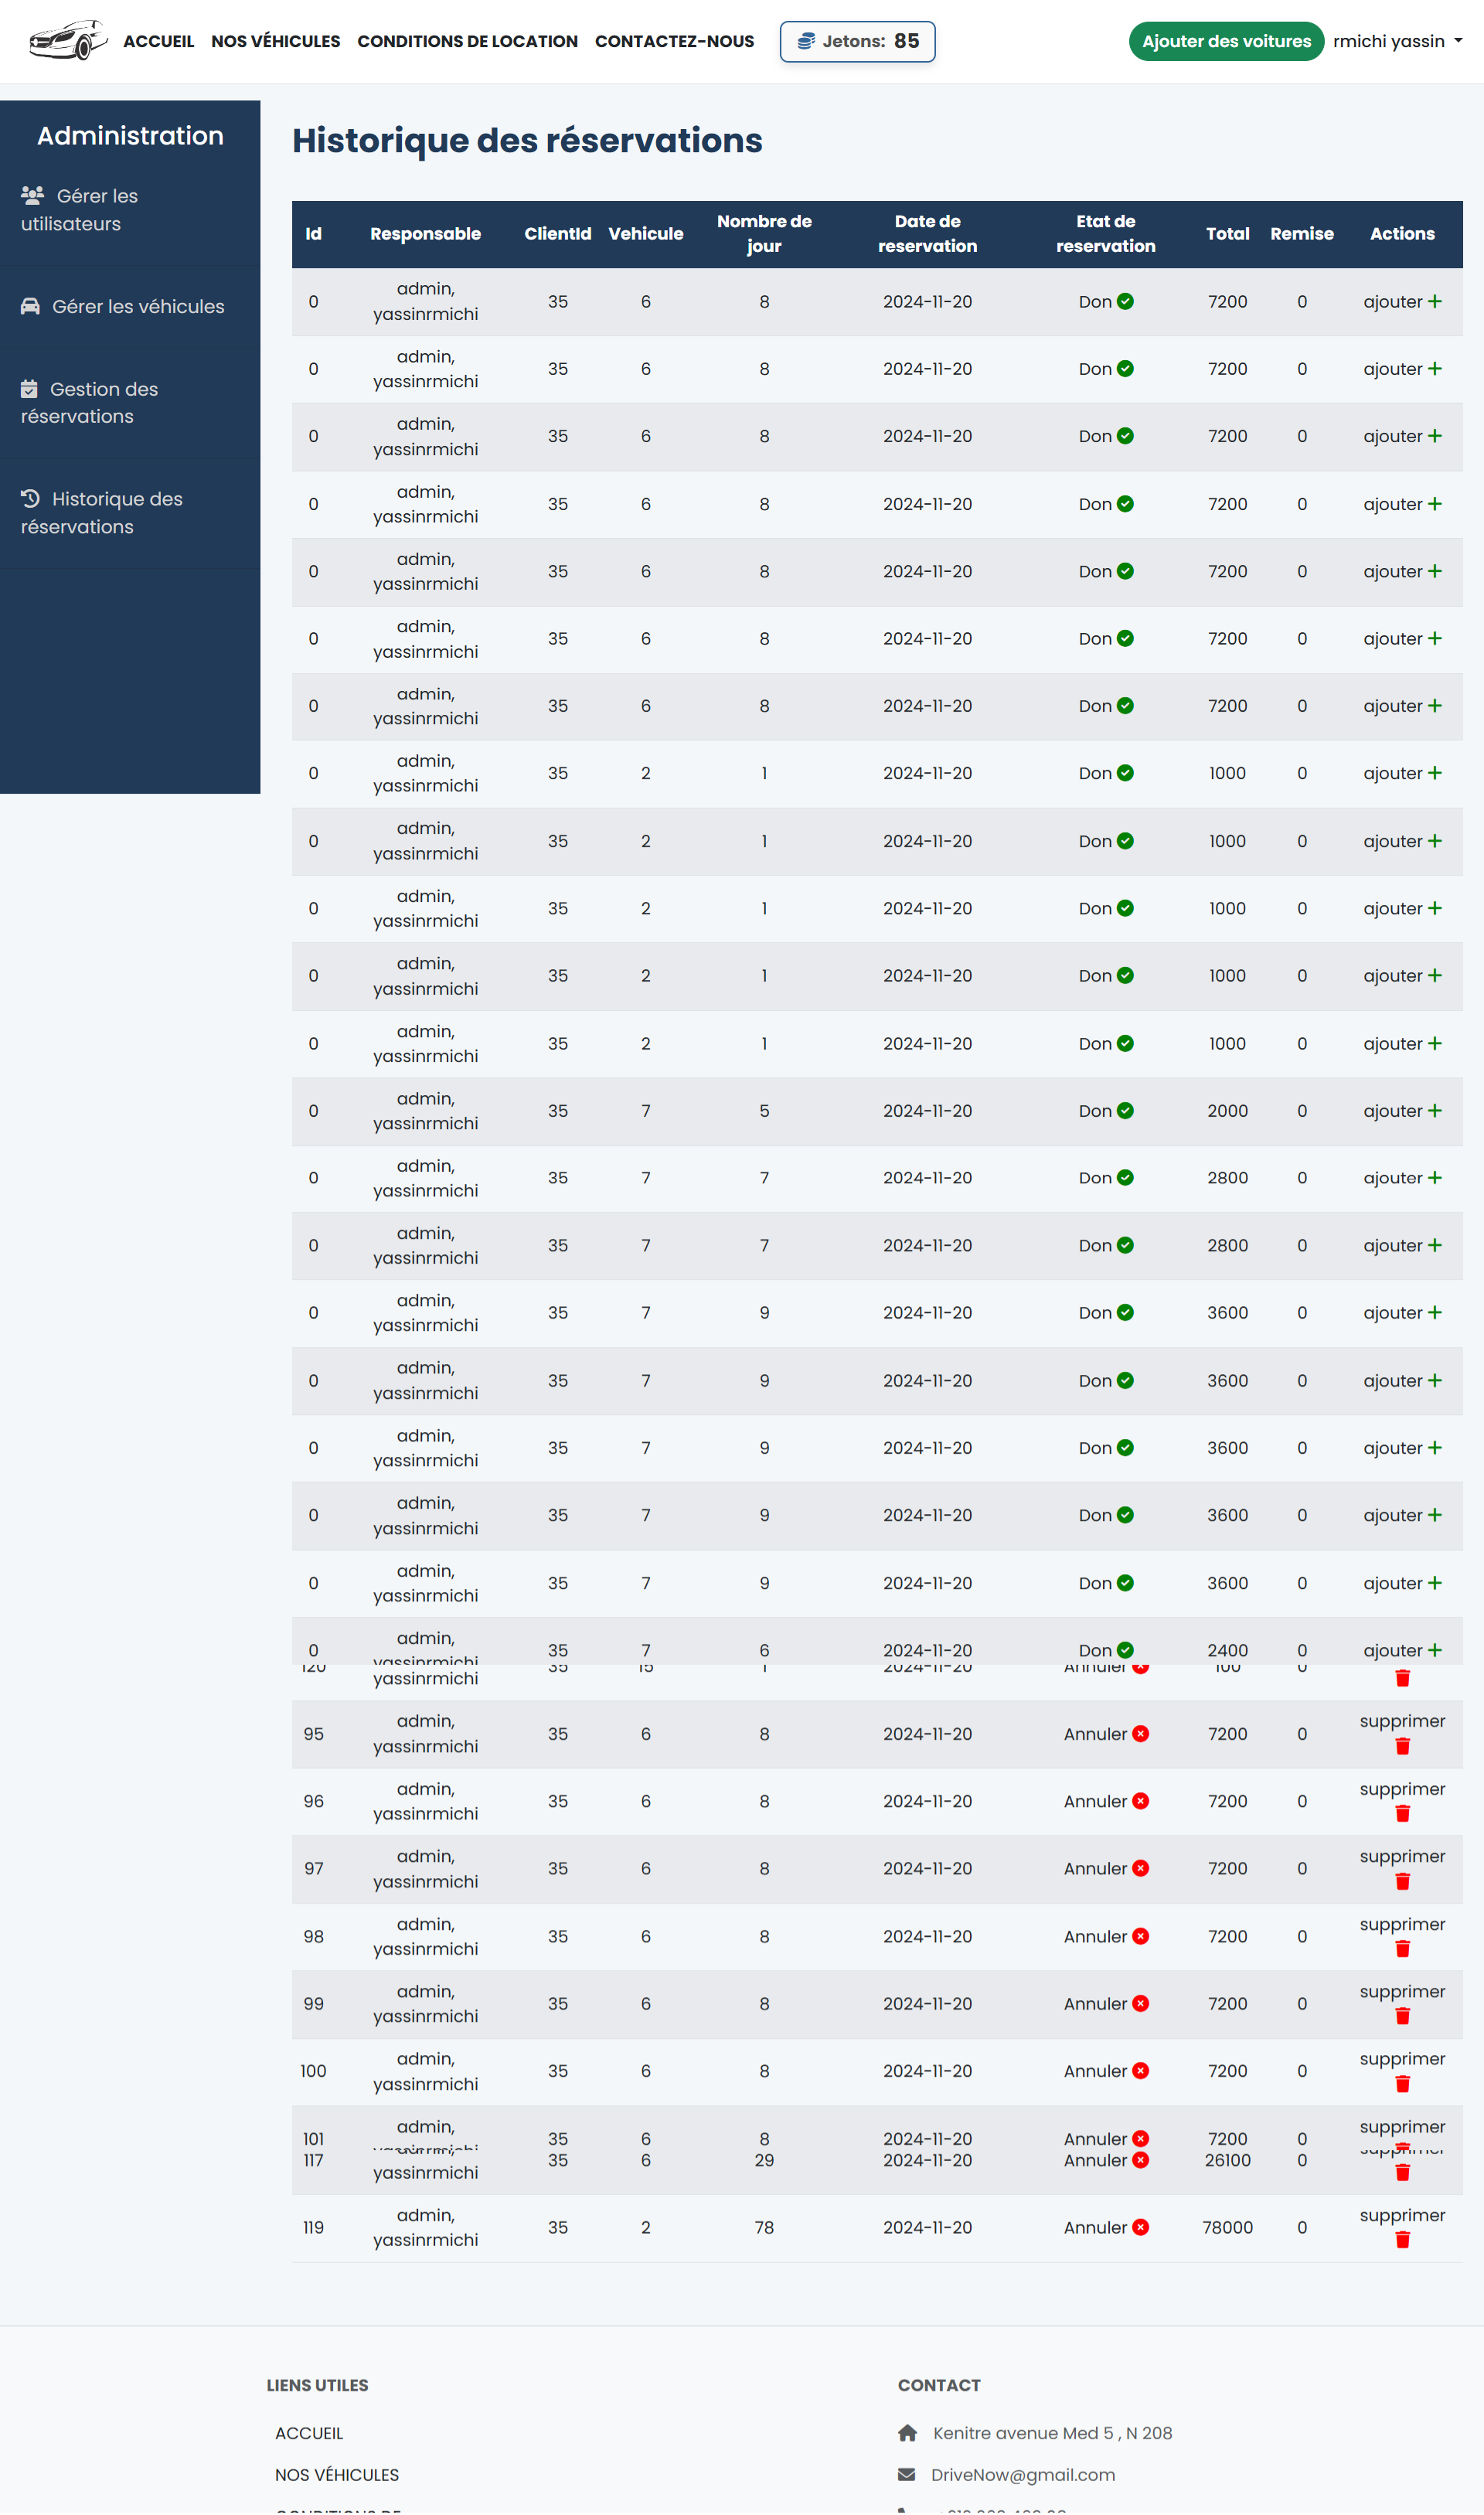 ACCUEIL NOS VÉHICULES CONDITIONS DE LOCATION CONTACTEZ-NOUS Jetons: 85 Ajouter des voitures rmichi yassin
Administration
Gérer les
utilisateurs
Gérer les véhicules
Gestion des
réservations
Historique des
réservations
Historique des réservations
Id Responsable ClientId Vehicule Nombre de jour Date de reservation Etat de reservation Total Remise Actions
0 admin, yassinrmichi 35 6 8 2024-11-20 Don 7200 0 ajouter
0 admin, yassinrmichi 35 6 8 2024-11-20 Don 7200 0 ajouter
0 admin, yassinrmichi 35 6 8 2024-11-20 Don 7200 0 ajouter
0 admin, yassinrmichi 35 6 8 2024-11-20 Don 7200 0 ajouter
0 admin, yassinrmichi 35 6 8 2024-11-20 Don 7200 0 ajouter
0 admin, yassinrmichi 35 6 8 2024-11-20 Don 7200 0 ajouter
0 admin, yassinrmichi 35 6 8 2024-11-20 Don 7200 0 ajouter
0 admin, yassinrmichi 35 2 1 2024-11-20 Don 1000 0 ajouter
0 admin, yassinrmichi 35 2 1 2024-11-20 Don 1000 0 ajouter
0 admin, yassinrmichi 35 2 1 2024-11-20 Don 1000 0 ajouter
0 admin, yassinrmichi 35 2 1 2024-11-20 Don 1000 0 ajouter
0 admin, yassinrmichi 35 2 1 2024-11-20 Don 1000 0 ajouter
0 admin, yassinrmichi 35 7 5 2024-11-20 Don 2000 0 ajouter
0 admin, yassinrmichi 35 7 7 2024-11-20 Don 2800 0 ajouter
0 admin, yassinrmichi 35 7 7 2024-11-20 Don 2800 0 ajouter
0 admin, yassinrmichi 35 7 9 2024-11-20 Don 3600 0 ajouter
0 admin, yassinrmichi 35 7 9 2024-11-20 Don 3600 0 ajouter
0 admin, yassinrmichi 35 7 9 2024-11-20 Don 3600 0 ajouter
0 admin, yassinrmichi 35 7 9 2024-11-20 Don 3600 0 ajouter
0 admin, yassinrmichi 35 7 9 2024-11-20 Don 3600 0 ajouter
0 admin, 35 7 6 2024-11-20 Don 2400 0 ajouter
120 yassinrmichi 35 15 1 2024-11-20 Annuler 100 0
95 admin, yassinrmichi 35 6 8 2024-11-20 Annuler 7200 0 supprimer
96 admin, yassinrmichi 35 6 8 2024-11-20 Annuler 7200 0 supprimer
97 admin, yassinrmichi 35 6 8 2024-11-20 Annuler 7200 0 supprimer
98 admin, yassinrmichi 35 6 8 2024-11-20 Annuler 7200 0 supprimer
99 admin, yassinrmichi 35 6 8 2024-11-20 Annuler 7200 0 supprimer
100 admin, yassinrmichi 35 6 8 2024-11-20 Annuler 7200 0 supprimer
101 admin, 35 6 8 2024-11-20 Annuler 7200 0 supprimer
117 yassinrmichi 35 6 29 2024-11-20 Annuler 26100 0
119 admin, yassinrmichi 35 2 78 2024-11-20 Annuler 78000 0 supprimer
LIENS UTILES
ACCUEIL
NOS VÉHICULES
CONTACT
Kenitre avenue Med 5 , N 208
DriveNow@gmail.com